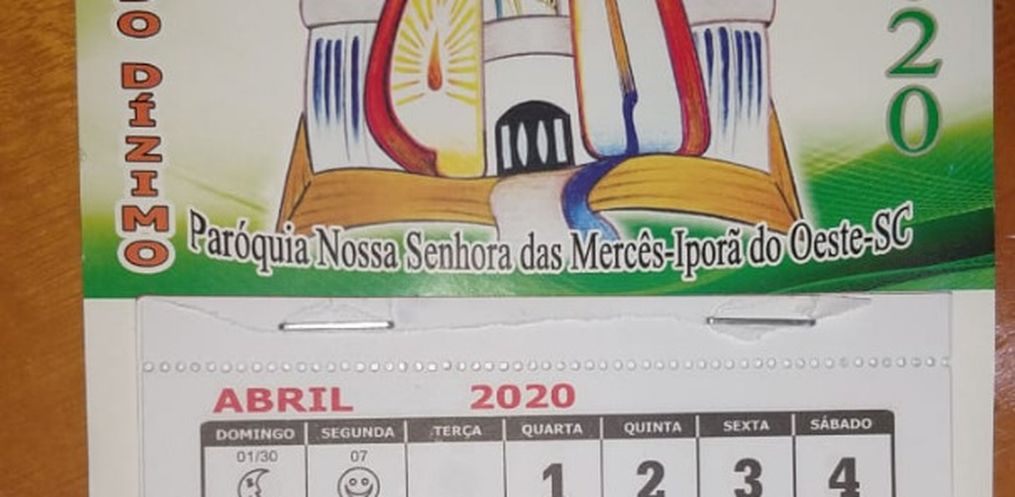 DO DÍZIMO
20
Paróquia Nossa Senhora das Mercês-Iporã do Oeste-SC
ABRIL 2020
DOMINGO SEGUNDA TERÇA QUARTA QUINTA SEXTA SÁBADO
01/30 07
1 2 3 4